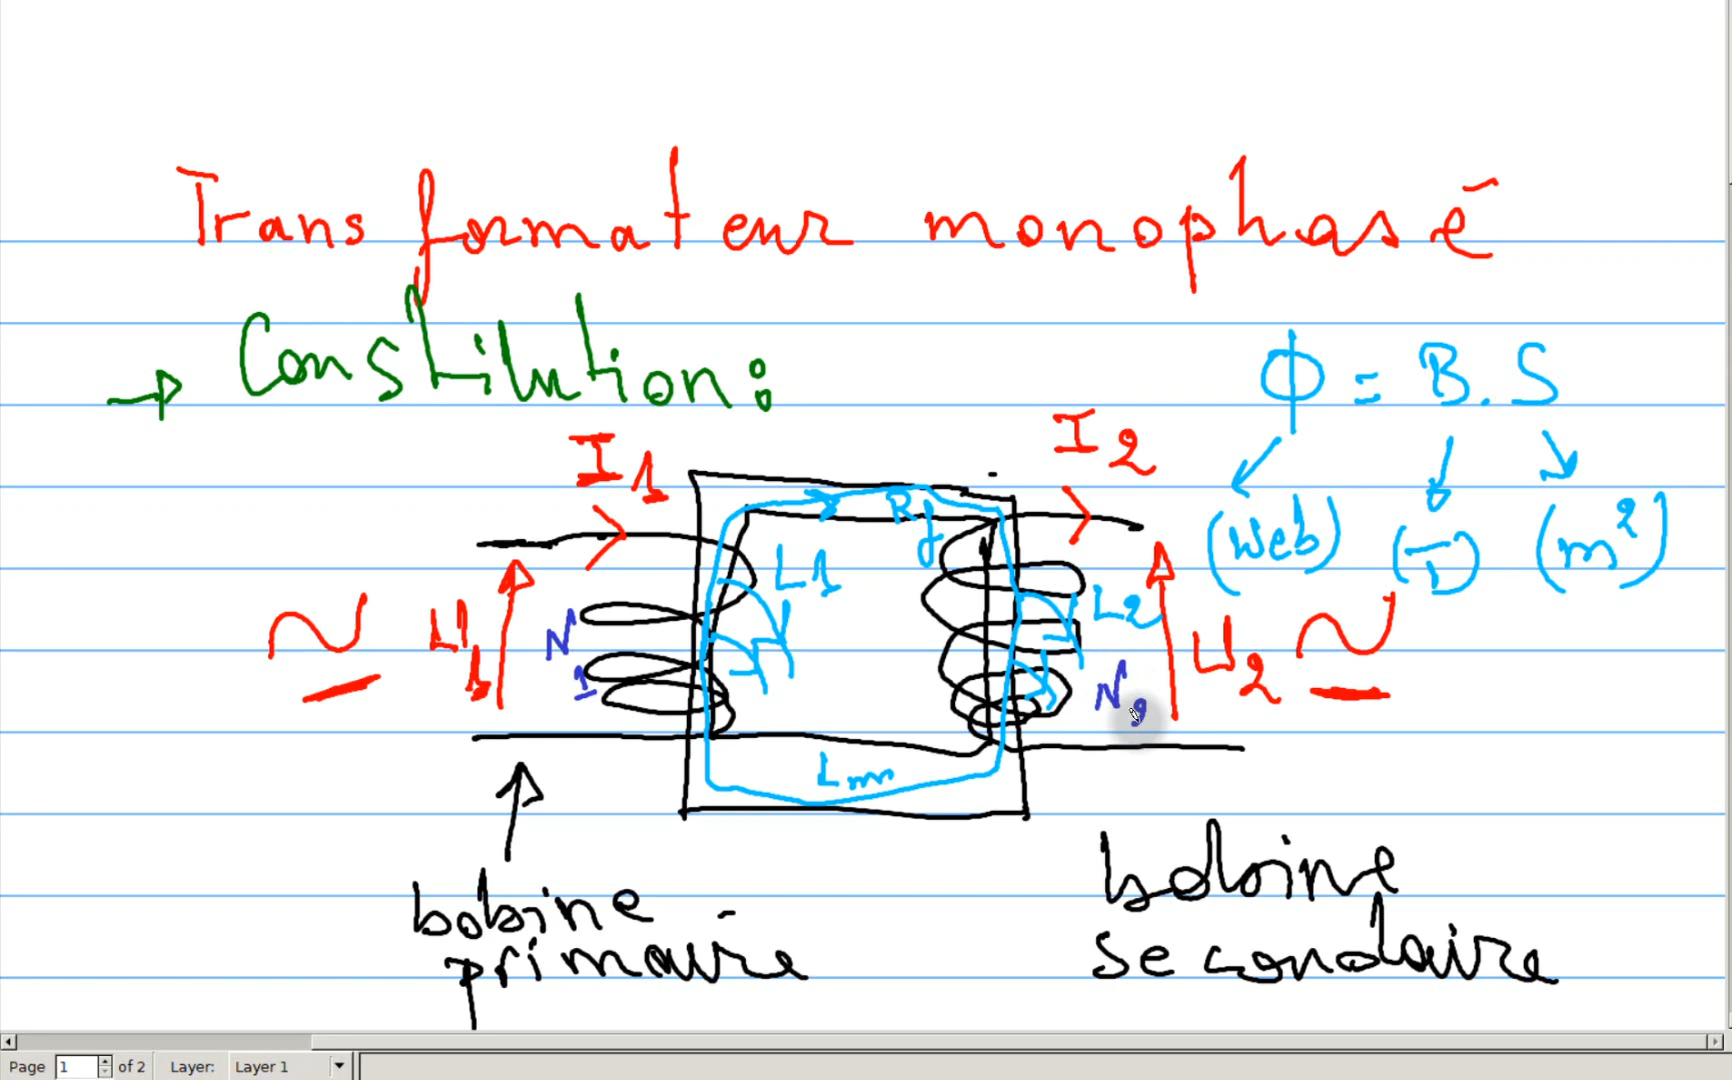 Transformateur monophasé
→ Constitution:
Φ = B.S
I1
I2
(Web) (T) (m²)
Rf
L1
L2
U1
N1
N2
U2
Lm
bobine primaire
bobine secondaire
Page 1 of 2 Layer: Layer 1